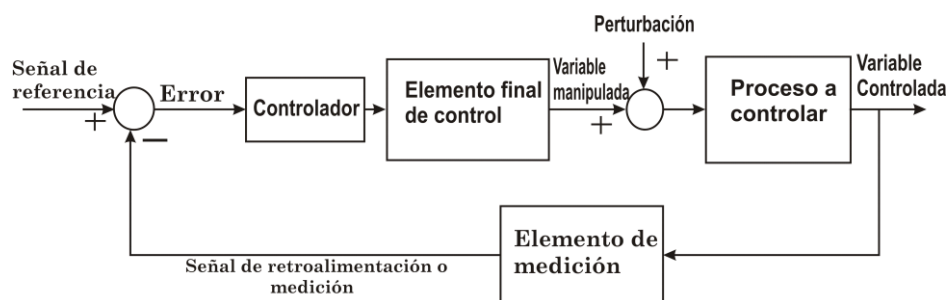 Perturbación
+
Señal de
referencia
+
−
Error
Controlador
Elemento final
de control
Variable
manipulada
+
Proceso a
controlar
Variable
Controlada
Elemento de
medición
Señal de retroalimentación o
medición